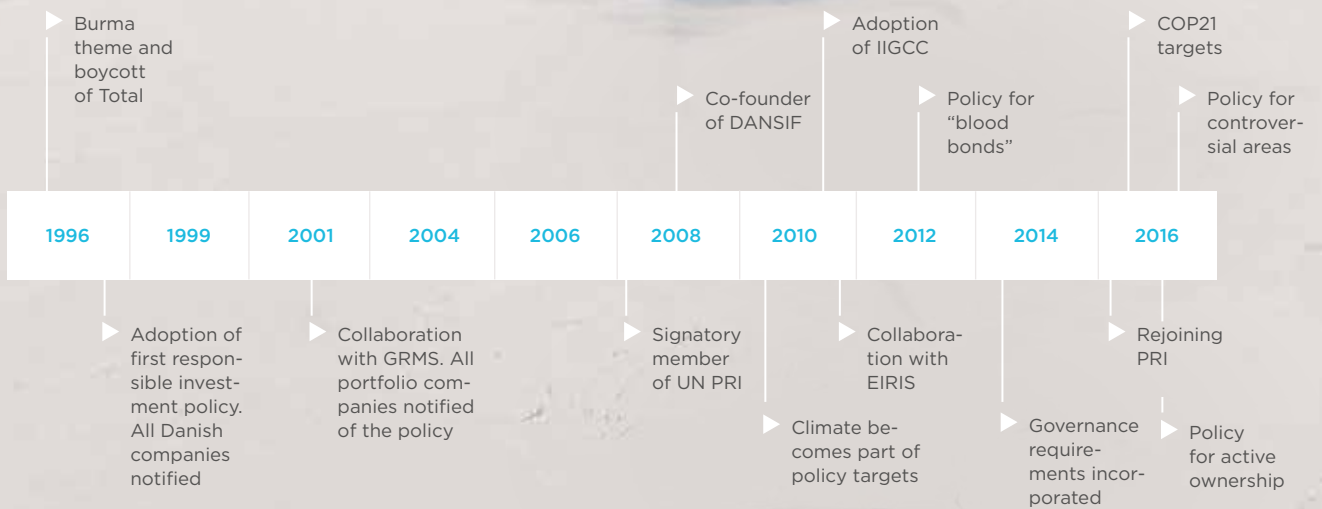 Burma
theme and
boycott
of Total
Co-founder
of DANSIF
Adoption
of IIGCC
Policy for
“blood
bonds”
COP21
targets
Policy for
controver-
sial areas
1996
1999
2001
2004
2006
2008
2010
2012
2014
2016
Adoption of
first respon-
sible invest-
ment policy.
All Danish
companies
notified
Collaboration
with GRMS. All
portfolio com-
panies notified
of the policy
Signatory
member
of UN PRI
Climate be-
comes part of
policy targets
Collabora-
tion with
EIRIS
Governance
require-
ments incor-
porated
Rejoining
PRI
Policy
for active
ownership